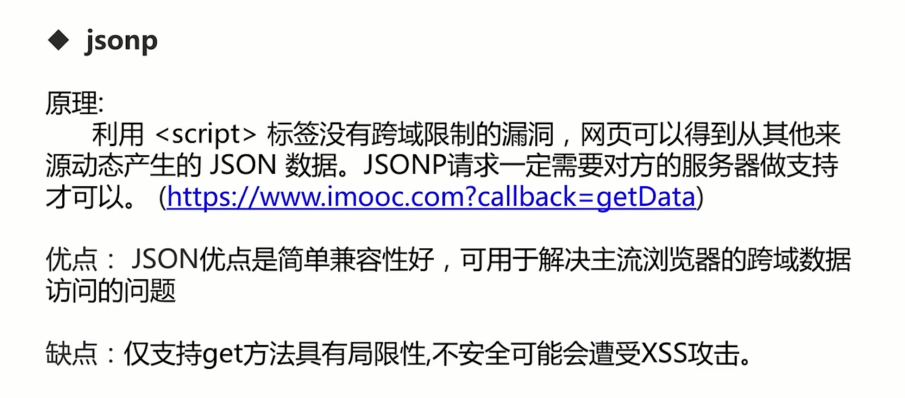 ◆ jsonp
原理:
利用 <script> 标签没有跨域限制的漏洞，网页可以得到从其他来
源动态产生的 JSON 数据。JSONP请求一定需要对方的服务器做支持
才可以。 (https://www.imooc.com?callback=getData)
优点： JSON优点是简单兼容性好，可用于解决主流浏览器的跨域数据
访问的问题
缺点：仅支持get方法具有局限性,不安全可能会遭受XSS攻击。